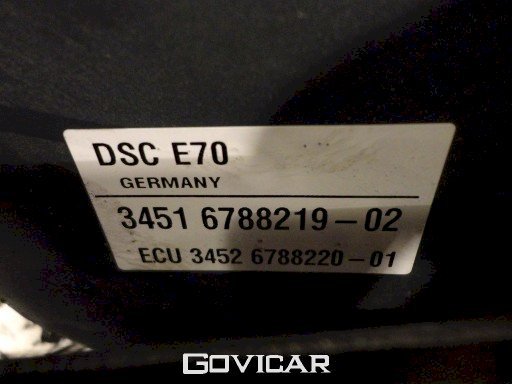 DSC E70
GERMANY
3451 6788219-02
ECU 3452 6788220-01
GOVICAR